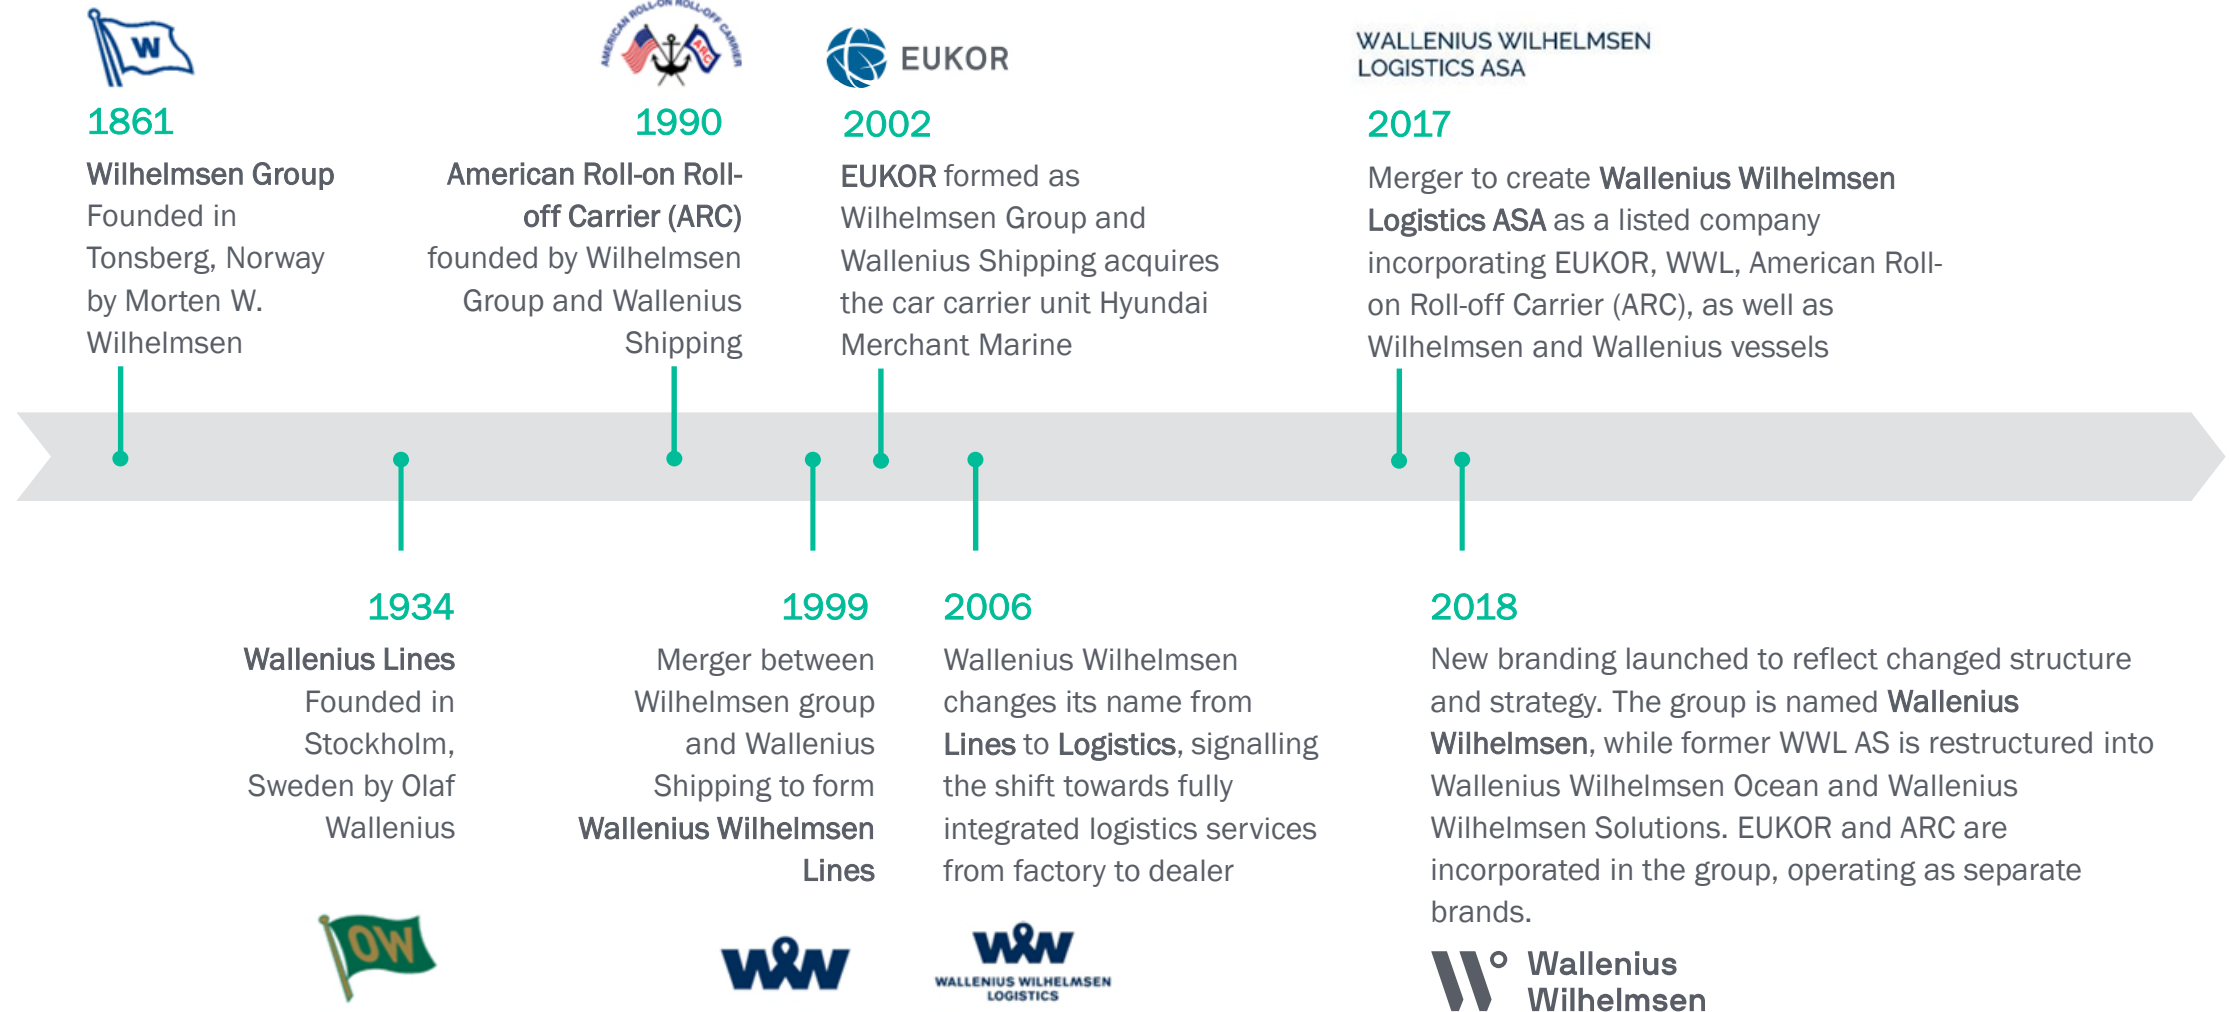 W
1861
Wilhelmsen Group
Founded in
Tonsberg, Norway
by Morten W.
Wilhelmsen
AMERICAN ROLL-ON ROLL-OFF CARRIER
ARC
1990
American Roll-on Roll-
off Carrier (ARC)
founded by Wilhelmsen
Group and Wallenius
Shipping
EUKOR
2002
EUKOR formed as
Wilhelmsen Group and
Wallenius Shipping acquires
the car carrier unit Hyundai
Merchant Marine
WALLENIUS WILHELMSEN
LOGISTICS ASA
2017
Merger to create Wallenius Wilhelmsen
Logistics ASA as a listed company
incorporating EUKOR, WWL, American Roll-
on Roll-off Carrier (ARC), as well as
Wilhelmsen and Wallenius vessels
1934
Wallenius Lines
Founded in
Stockholm,
Sweden by Olaf
Wallenius
OW
1999
Merger between
Wilhelmsen group
and Wallenius
Shipping to form
Wallenius Wilhelmsen
Lines
W&W
2006
Wallenius Wilhelmsen
changes its name from
Lines to Logistics, signalling
the shift towards fully
integrated logistics services
from factory to dealer
W&W
WALLENIUS WILHELMSEN
LOGISTICS
2018
New branding launched to reflect changed structure
and strategy. The group is named Wallenius
Wilhelmsen, while former WWL AS is restructured into
Wallenius Wilhelmsen Ocean and Wallenius
Wilhelmsen Solutions. EUKOR and ARC are
incorporated in the group, operating as separate
brands.
Wallenius
Wilhelmsen